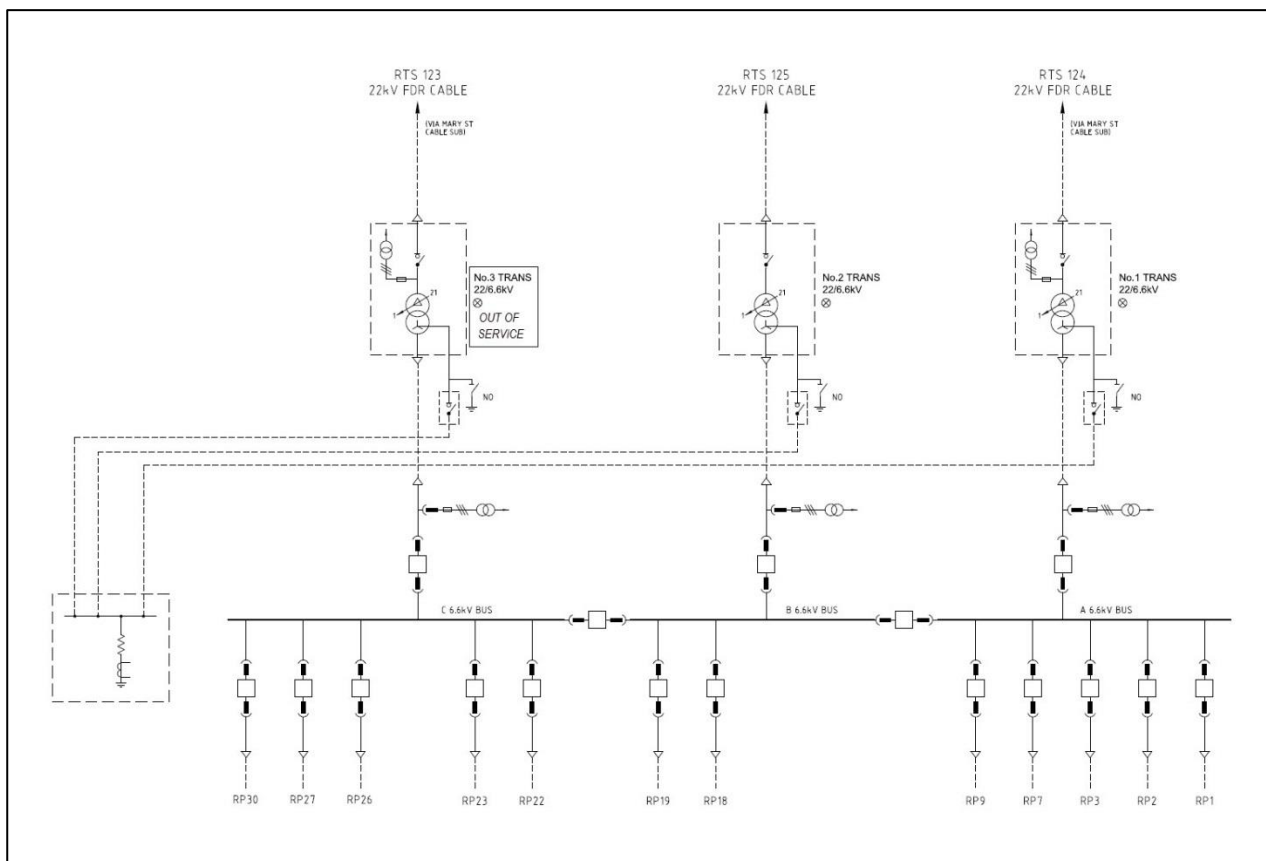 RTS 123
22kV FDR CABLE
RTS 125
22kV FDR CABLE
RTS 124
22kV FDR CABLE
(VIA MARY ST
CABLE SUB)
(VIA MARY ST
CABLE SUB)
No.3 TRANS
22/6.6kV
OUT OF
SERVICE
21
1
No.2 TRANS
22/6.6kV
21
1
No.1 TRANS
22/6.6kV
21
1
NO
NO
NO
C 6.6kV BUS
B 6.6kV BUS
A 6.6kV BUS
RP30
RP27
RP26
RP23
RP22
RP19
RP18
RP9
RP7
RP3
RP2
RP1